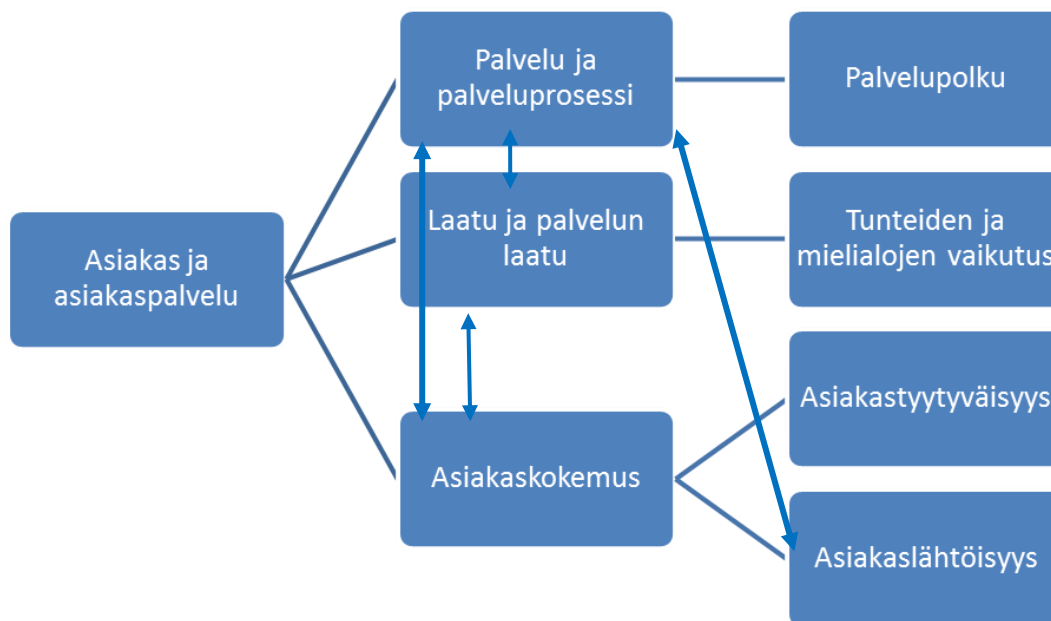 Asiakas ja
asiakaspalvelu
Palvelu ja
palveluprosessi
Laatu ja palvelun
laatu
Asiakaskokemus
Palvelupolku
Tunteiden ja
mielialojen vaikutus
Asiakastyytyväisyys
Asiakaslähtöisyys